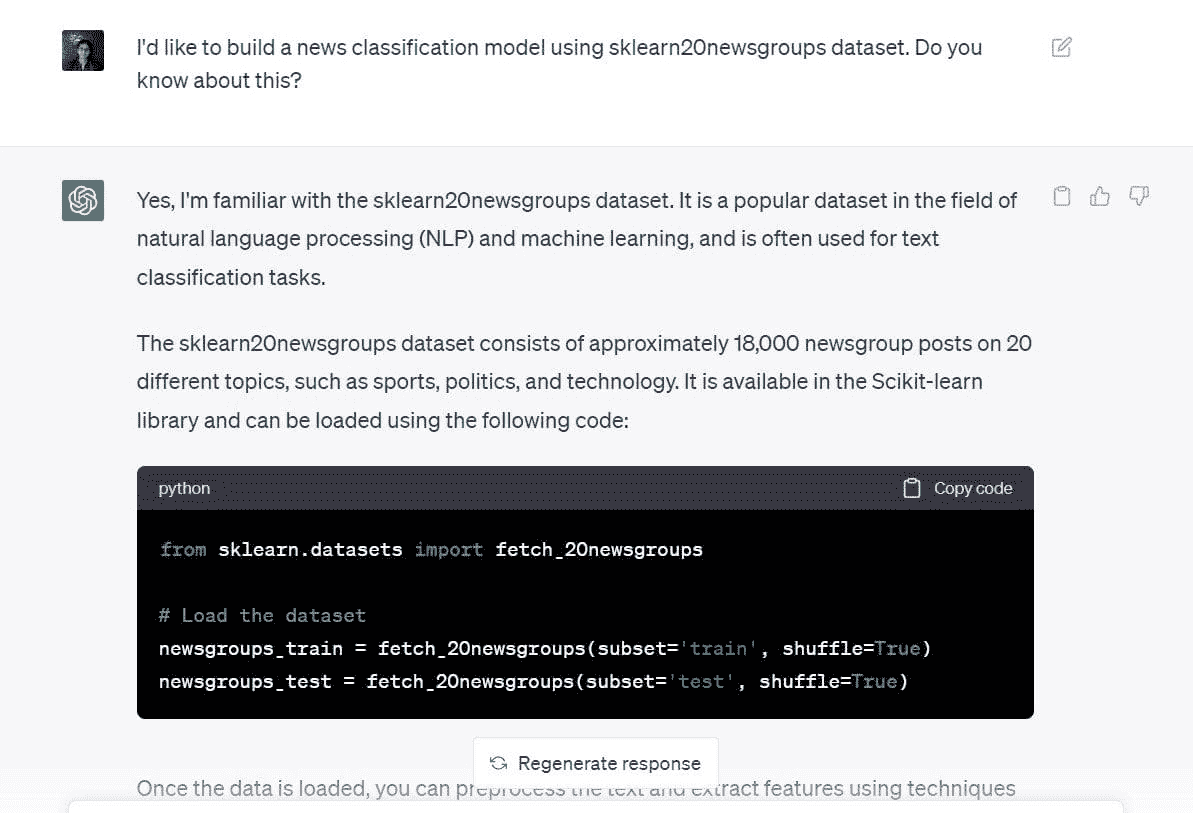 I'd like to build a news classification model using sklearn20newsgroups dataset. Do you
know about this?
Yes, I'm familiar with the sklearn20newsgroups dataset. It is a popular dataset in the field of
natural language processing (NLP) and machine learning, and is often used for text
classification tasks.
The sklearn20newsgroups dataset consists of approximately 18,000 newsgroup posts on 20
different topics, such as sports, politics, and technology. It is available in the Scikit-learn
library and can be loaded using the following code:
python Copy code
from sklearn.datasets import fetch_20newsgroups
# Load the dataset
newsgroups_train = fetch_20newsgroups(subset='train', shuffle=True)
newsgroups_test = fetch_20newsgroups(subset='test', shuffle=True)
Regenerate response
Once the data is loaded, you can preprocess the text and extract features using techniques